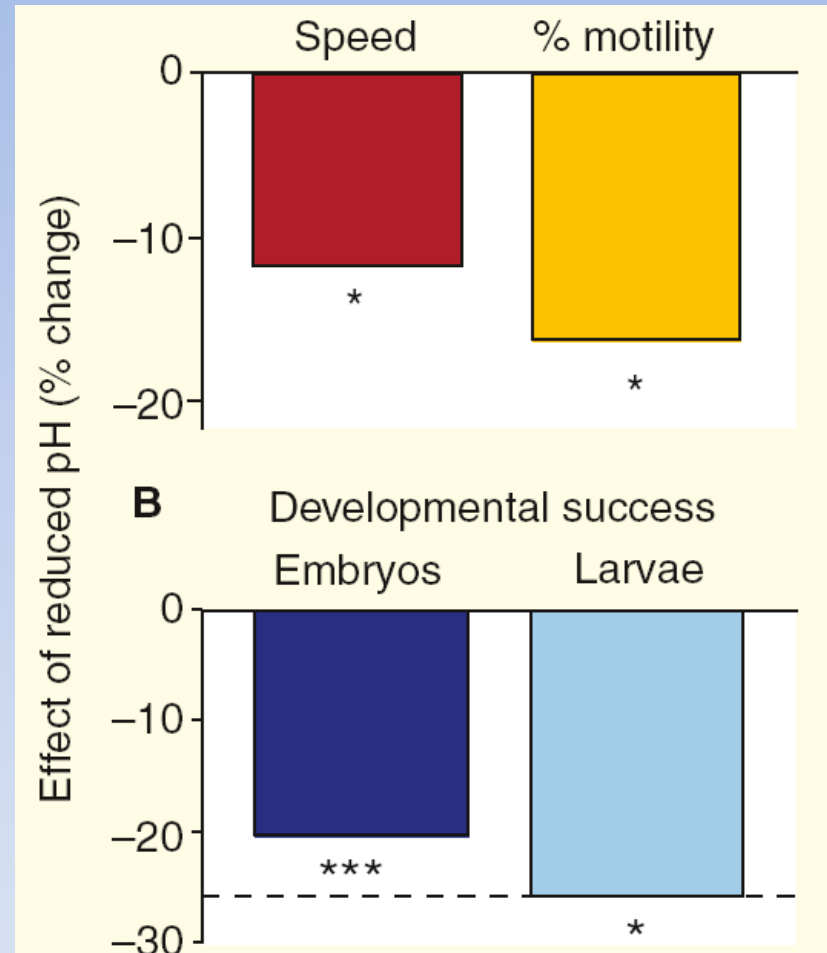 Effect of reduced pH (% change)
Speed % motility
0
–10
*
–20
*
B Developmental success
Embryos Larvae
0
–10
–20
***
*
–30